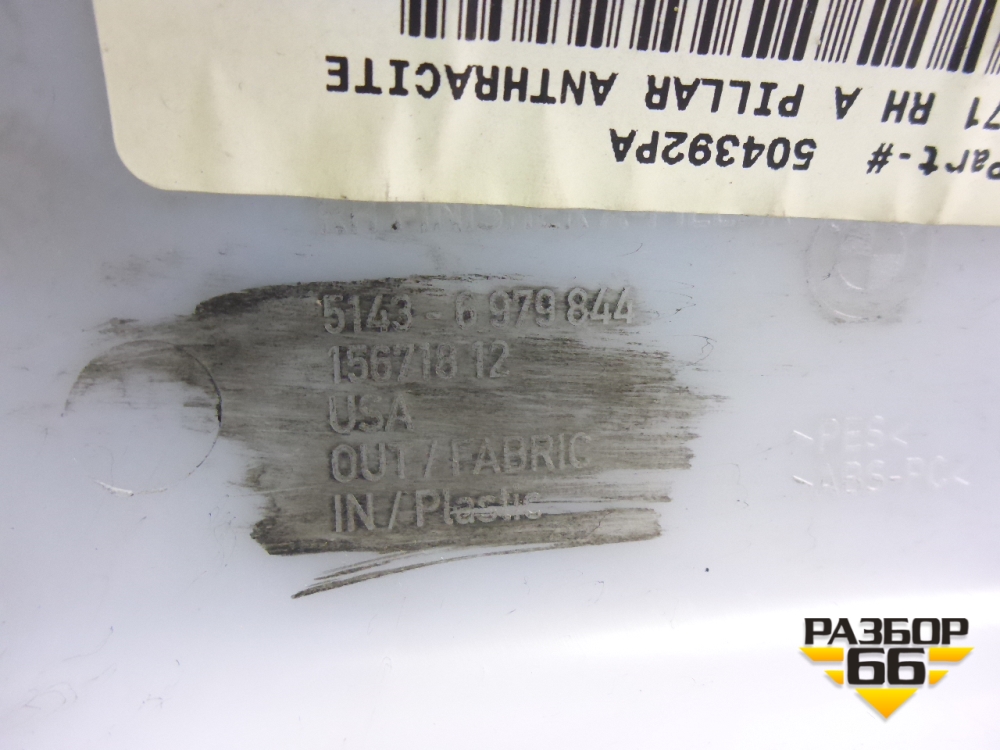 Part-# 504392PA
71 RH A PILLAR ANTHRACITE
5143 - 6 979 844
156718 12
USA
OUT / FABRIC
IN / Plastic
>PES<
>ABS-PC<
РАЗБОР
66